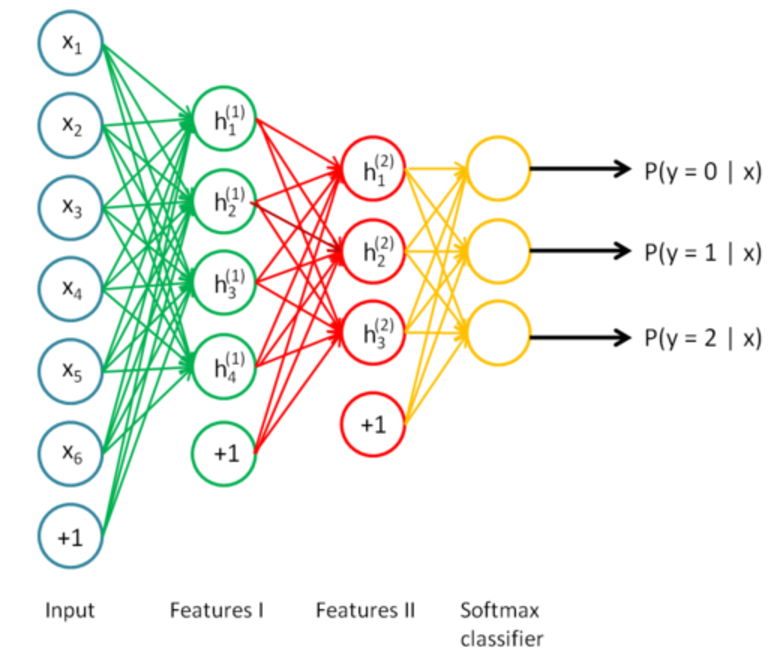 x₁
x₂
x₃
x₄
x₅
x₆
+1
h₁⁽¹⁾
h₂⁽¹⁾
h₃⁽¹⁾
h₄⁽¹⁾
+1
h₁⁽²⁾
h₂⁽²⁾
h₃⁽²⁾
+1
P(y = 0 | x)
P(y = 1 | x)
P(y = 2 | x)
Input
Features I
Features II
Softmax
classifier